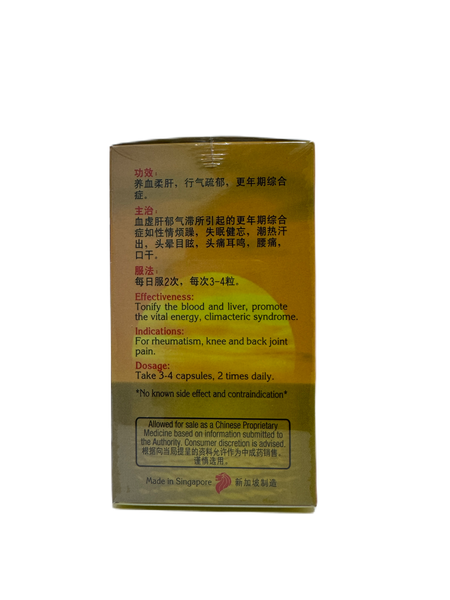 功效：
养血柔肝，行气疏郁，更年期综合
症。
主治：
血虚肝郁气滞所引起的更年期综合
症如性情烦躁，失眠健忘，潮热汗
出，头晕目眩，头痛耳鸣，腰痛，
口干。
服法：
每日服2次，每次3-4粒。
Effectiveness:
Tonify the blood and liver, promote
the vital energy, climacteric syndrome.
Indications:
For rheumatism, knee and back joint
pain.
Dosage:
Take 3-4 capsules, 2 times daily.
*No known side effect and contraindication*
Allowed for sale as a Chinese Proprietary
Medicine based on information submitted to
the Authority. Consumer discretion is advised.
根据向当局提呈的资料允许作为中成药销售。
谨慎选用。
Made in Singapore 新加坡制造